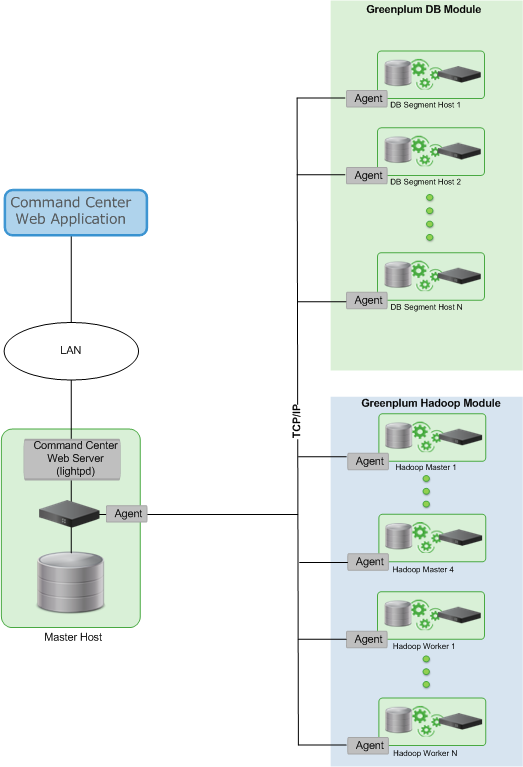 Greenplum DB Module
Agent
DB Segment Host 1
Agent
DB Segment Host 2
Agent
DB Segment Host N
Command Center
Web Application
LAN
Command Center
Web Server
(lightpd)
Agent
Master Host
TCP/IP
Greenplum Hadoop Module
Agent
Hadoop Master 1
Agent
Hadoop Master 4
Agent
Hadoop Worker 1
Agent
Hadoop Worker N